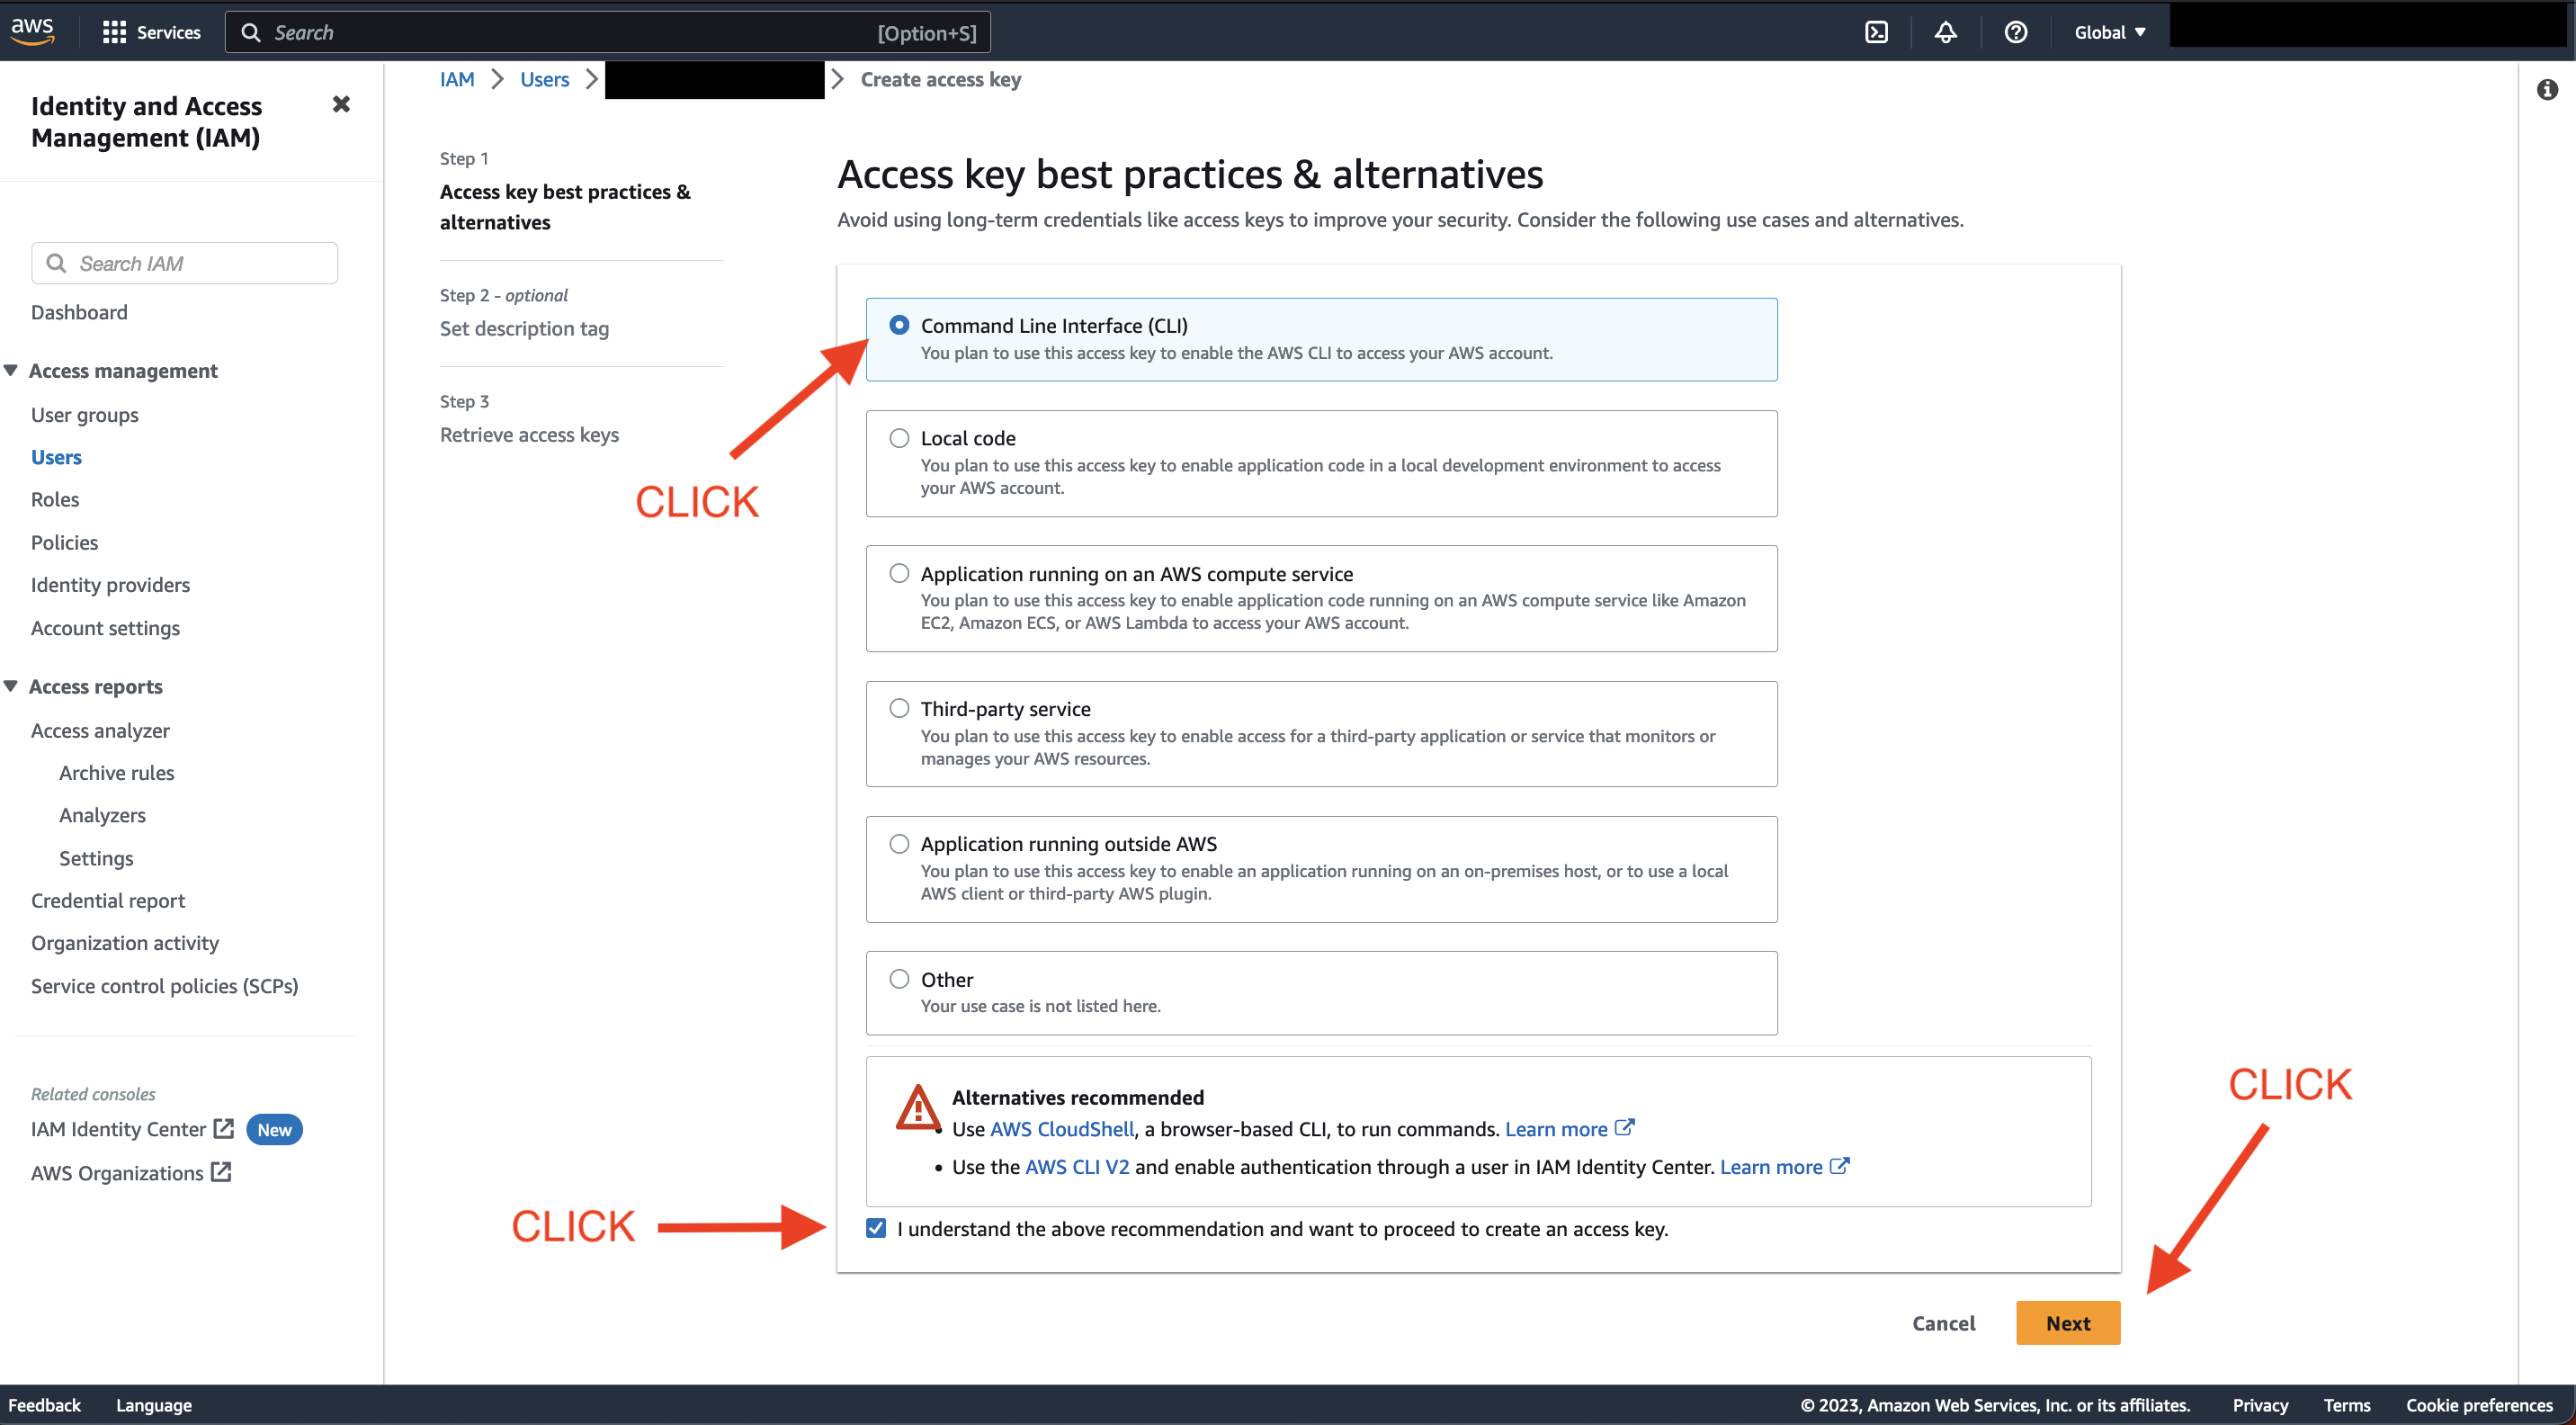 aws
Services
Search
[Option+S]
Global
Identity and Access
Management (IAM)
Search IAM
Dashboard
Access management
User groups
Users
Roles
Policies
Identity providers
Account settings
Access reports
Access analyzer
Archive rules
Analyzers
Settings
Credential report
Organization activity
Service control policies (SCPs)
Related consoles
IAM Identity Center New
AWS Organizations
IAM Users Create access key
Step 1
Access key best practices &
alternatives
Step 2 - optional
Set description tag
Step 3
Retrieve access keys
Access key best practices & alternatives
Avoid using long-term credentials like access keys to improve your security. Consider the following use cases and alternatives.
Command Line Interface (CLI)
You plan to use this access key to enable the AWS CLI to access your AWS account.
CLICK
Local code
You plan to use this access key to enable application code in a local development environment to access
your AWS account.
Application running on an AWS compute service
You plan to use this access key to enable application code running on an AWS compute service like Amazon
EC2, Amazon ECS, or AWS Lambda to access your AWS account.
Third-party service
You plan to use this access key to enable access for a third-party application or service that monitors or
manages your AWS resources.
Application running outside AWS
You plan to use this access key to enable an application running on an on-premises host, or to use a local
AWS client or third-party AWS plugin.
Other
Your use case is not listed here.
Alternatives recommended
• Use AWS CloudShell, a browser-based CLI, to run commands. Learn more
• Use the AWS CLI V2 and enable authentication through a user in IAM Identity Center. Learn more
CLICK
I understand the above recommendation and want to proceed to create an access key.
CLICK
Cancel
Next
Feedback
Language
© 2023, Amazon Web Services, Inc. or its affiliates.
Privacy
Terms
Cookie preferences